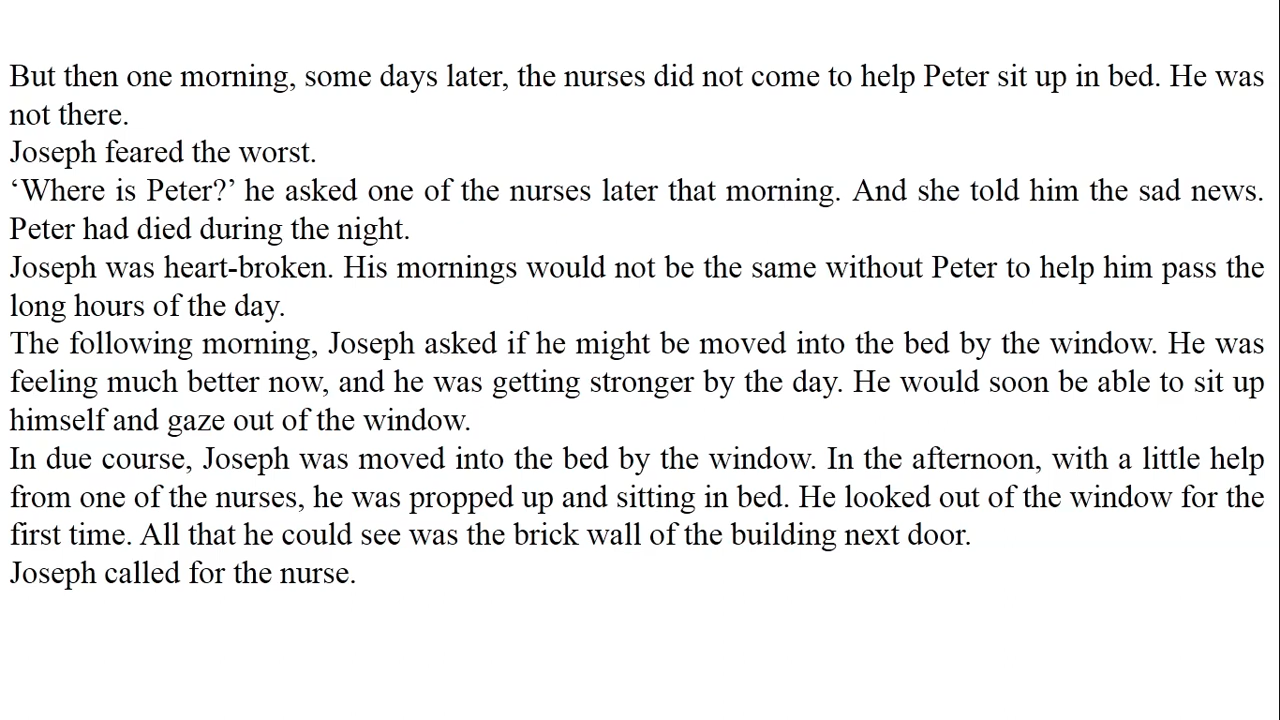 But then one morning, some days later, the nurses did not come to help Peter sit up in bed. He was
not there.
Joseph feared the worst.
‘Where is Peter?’ he asked one of the nurses later that morning. And she told him the sad news.
Peter had died during the night.
Joseph was heart-broken. His mornings would not be the same without Peter to help him pass the
long hours of the day.
The following morning, Joseph asked if he might be moved into the bed by the window. He was
feeling much better now, and he was getting stronger by the day. He would soon be able to sit up
himself and gaze out of the window.
In due course, Joseph was moved into the bed by the window. In the afternoon, with a little help
from one of the nurses, he was propped up and sitting in bed. He looked out of the window for the
first time. All that he could see was the brick wall of the building next door.
Joseph called for the nurse.